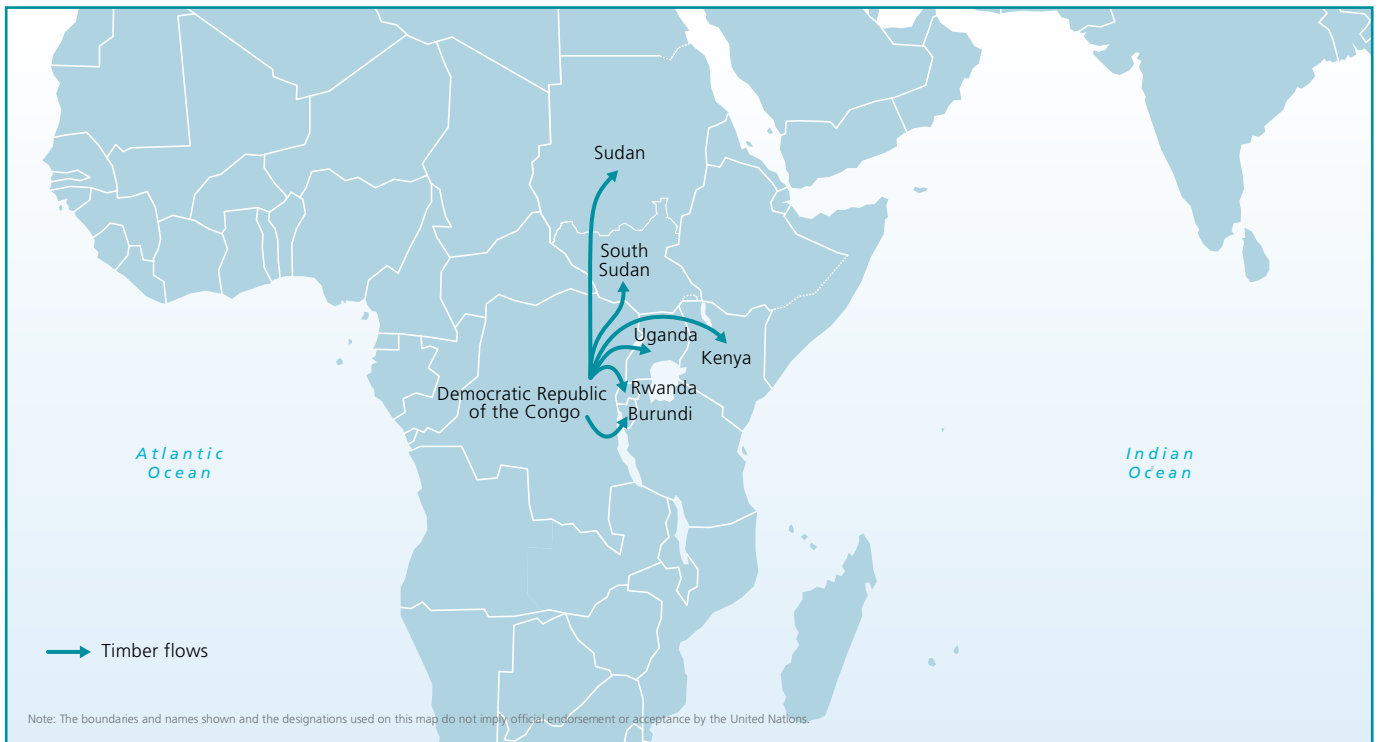 Sudan
South
Sudan
Uganda
Kenya
Democratic Republic
of the Congo
Rwanda
Burundi
Atlantic
Ocean
Indian
Ocean
Timber flows
Note: The boundaries and names shown and the designations used on this map do not imply official endorsement or acceptance by the United Nations.